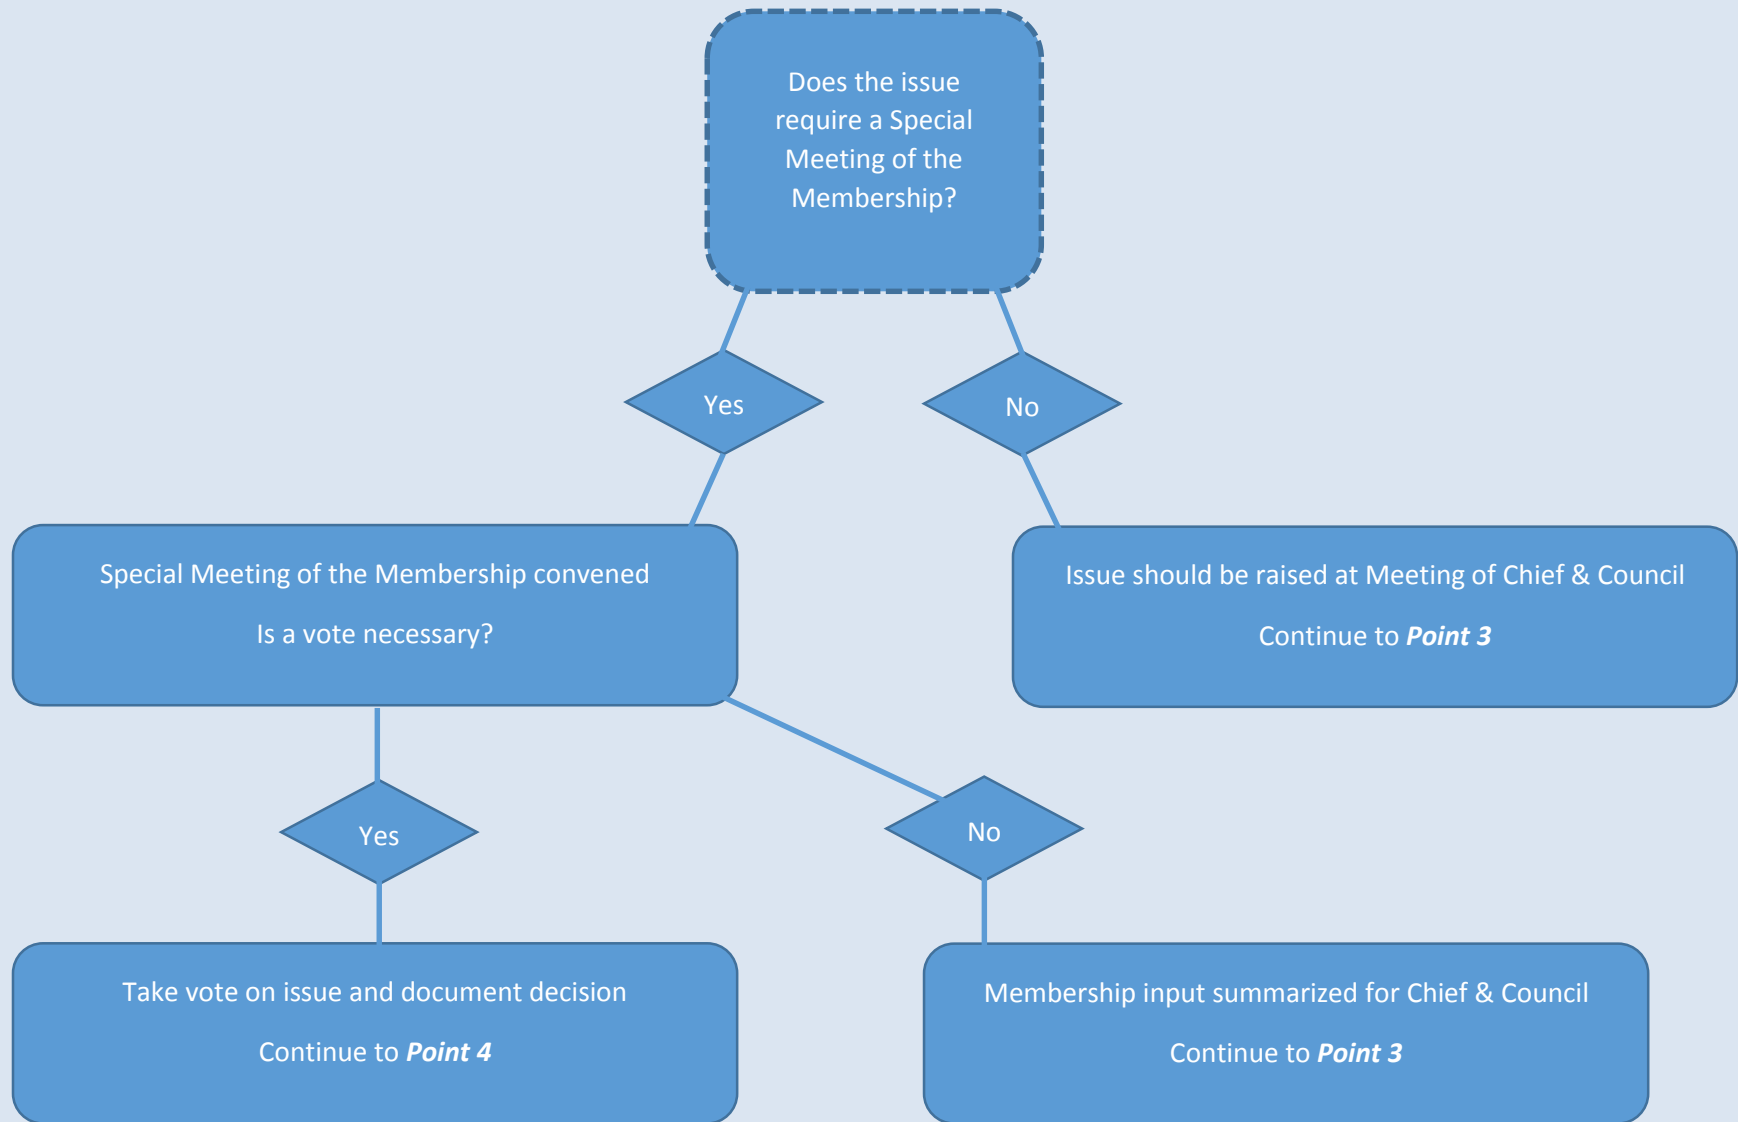 Does the issue
require a Special
Meeting of the
Membership?
Yes
No
Special Meeting of the Membership convened
Is a vote necessary?
Issue should be raised at Meeting of Chief & Council
Continue to Point 3
Yes
No
Take vote on issue and document decision
Continue to Point 4
Membership input summarized for Chief & Council
Continue to Point 3